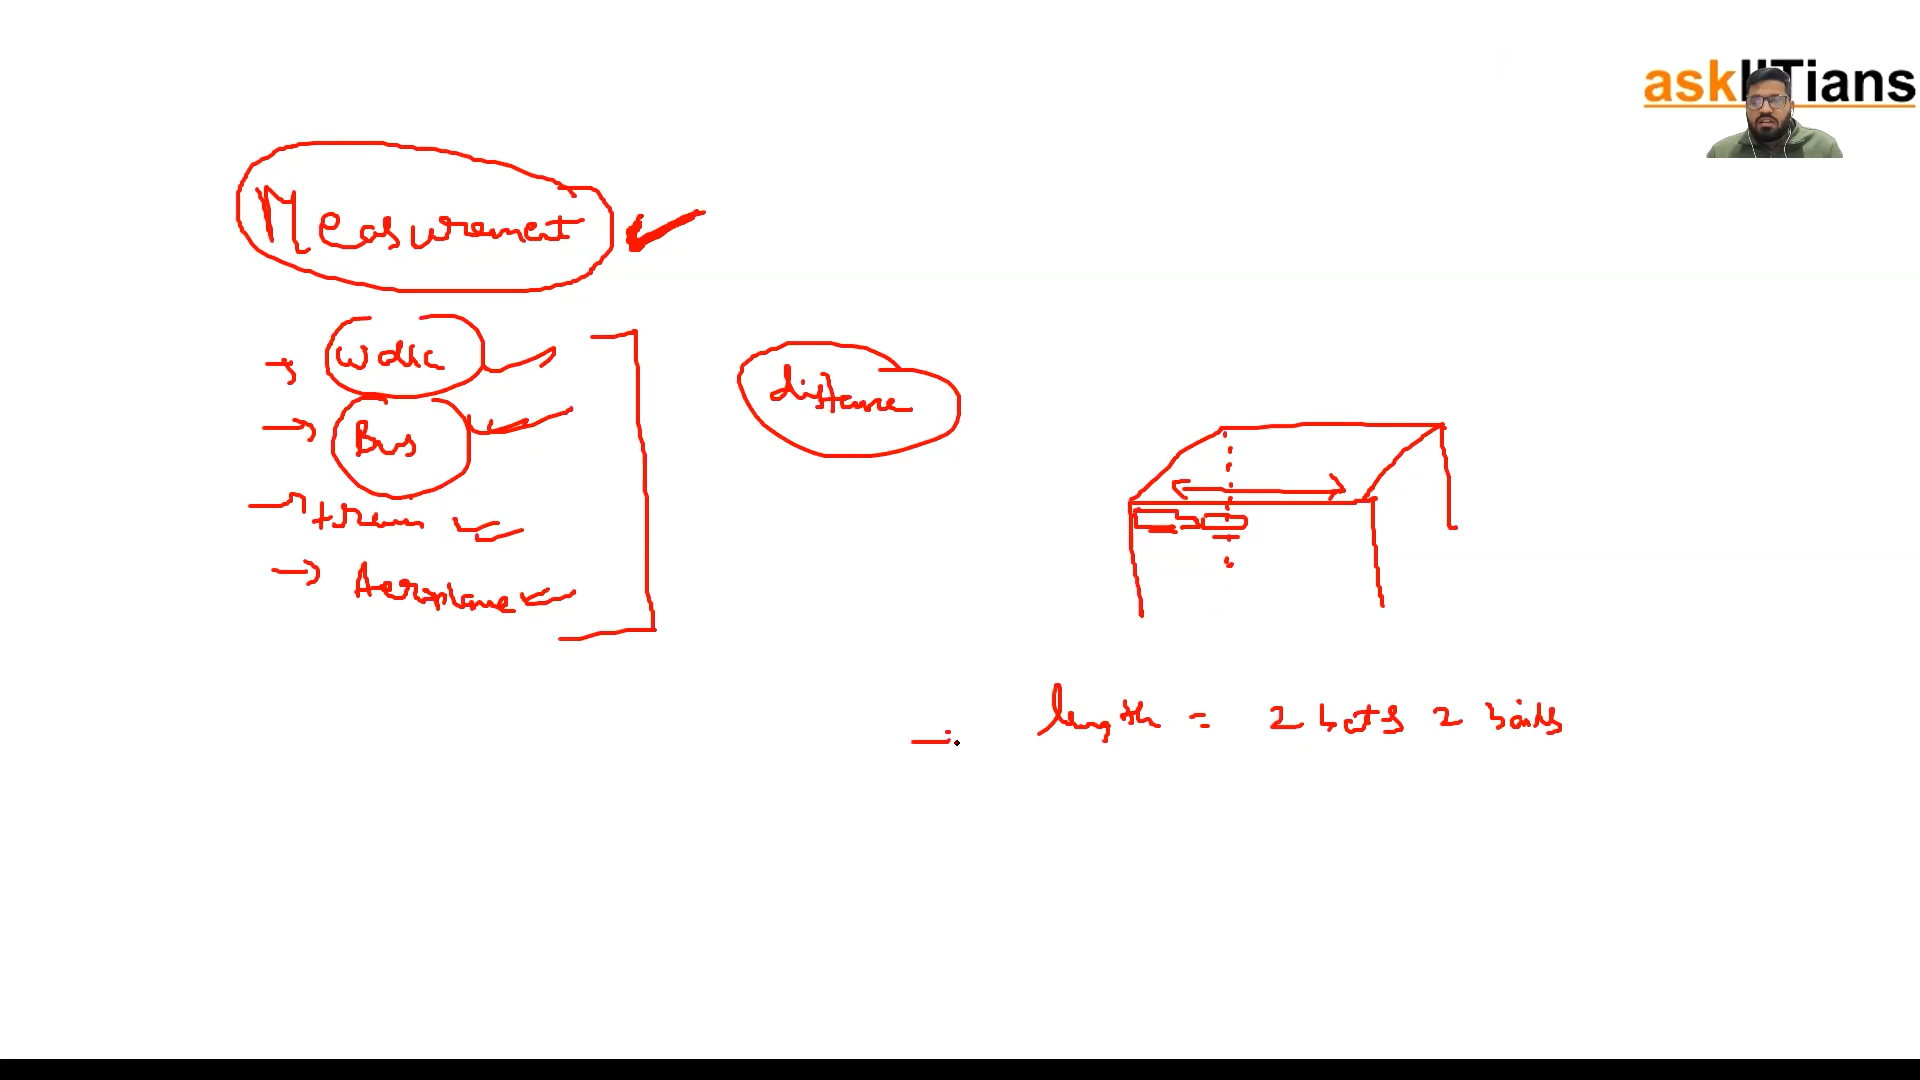 askIITians
Measurement
→ Walk
→ Bus
→ train
→ Aeroplane
distance
length = 2 bats 2 bails